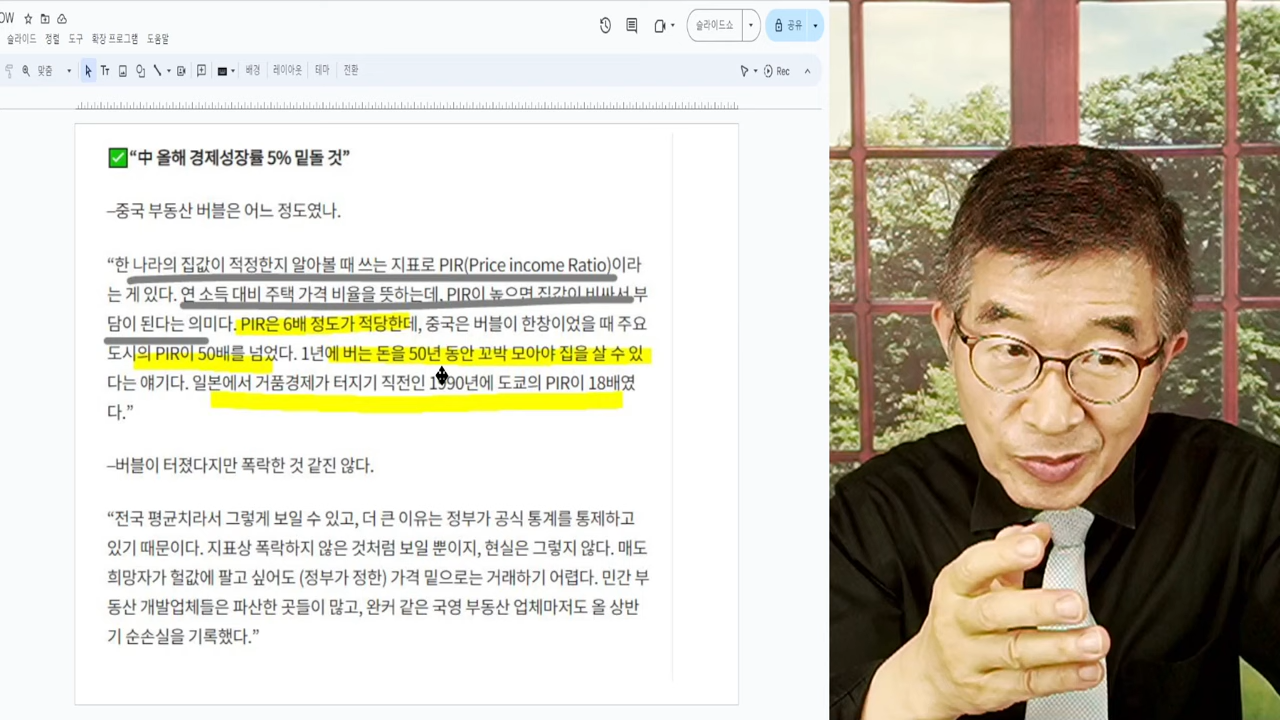 OW
슬라이드 정렬 도구 확장 프로그램 도움말
슬라이드쇼
공유
맞춤
Tт
배경 레이아웃 테마 전환
Rec
“中 올해 경제성장률 5% 밑돌 것”
–중국 부동산 버블은 어느 정도였나.
“한 나라의 집값이 적정한지 알아볼 때 쓰는 지표로 PIR(Price income Ratio)이라
는 게 있다. 연 소득 대비 주택 가격 비율을 뜻하는데, PIR이 높으면 집값이 비싸서 부
담이 된다는 의미다. PIR은 6배 정도가 적당한데, 중국은 버블이 한창이었을 때 주요
도시의 PIR이 50배를 넘었다. 1년에 버는 돈을 50년 동안 꼬박 모아야 집을 살 수 있
다는 얘기다. 일본에서 거품경제가 터지기 직전인 1990년에 도쿄의 PIR이 18배였
다.”
–버블이 터졌다지만 폭락한 것 같진 않다.
“전국 평균치라서 그렇게 보일 수 있고, 더 큰 이유는 정부가 공식 통계를 통제하고
있기 때문이다. 지표상 폭락하지 않은 것처럼 보일 뿐이지, 현실은 그렇지 않다. 매도
희망자가 헐값에 팔고 싶어도 (정부가 정한) 가격 밑으로는 거래하기 어렵다. 민간 부
동산 개발업체들은 파산한 곳들이 많고, 완커 같은 국영 부동산 업체마저도 올 상반
기 순손실을 기록했다.”